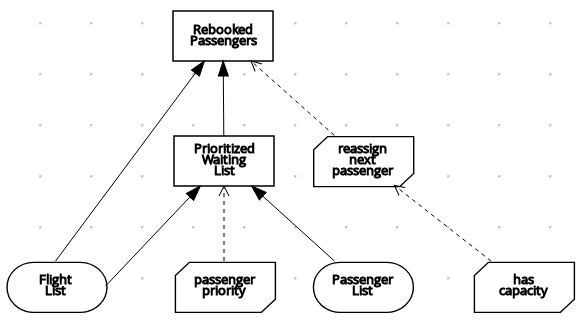 Rebooked
Passengers
Prioritized
Waiting
List
reassign
next
passenger
Flight
List
passenger
priority
Passenger
List
has
capacity